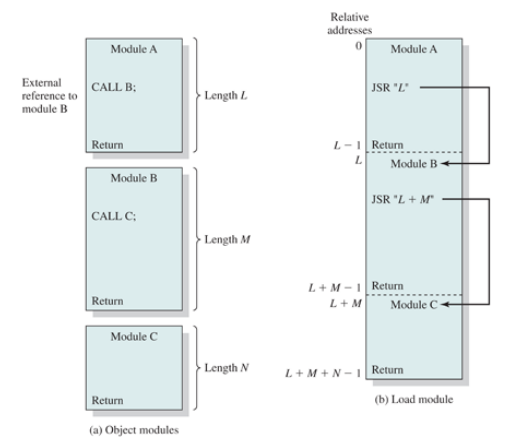 Module A
External
reference to
module B
CALL B;
Length L
Return
Module B
CALL C;
Length M
Return
Module C
Length N
Return
(a) Object modules
Relative
addresses
0
Module A
JSR "L"
L − 1
Return
L
Module B
JSR "L + M"
L + M − 1
Return
L + M
Module C
L + M + N − 1
Return
(b) Load module